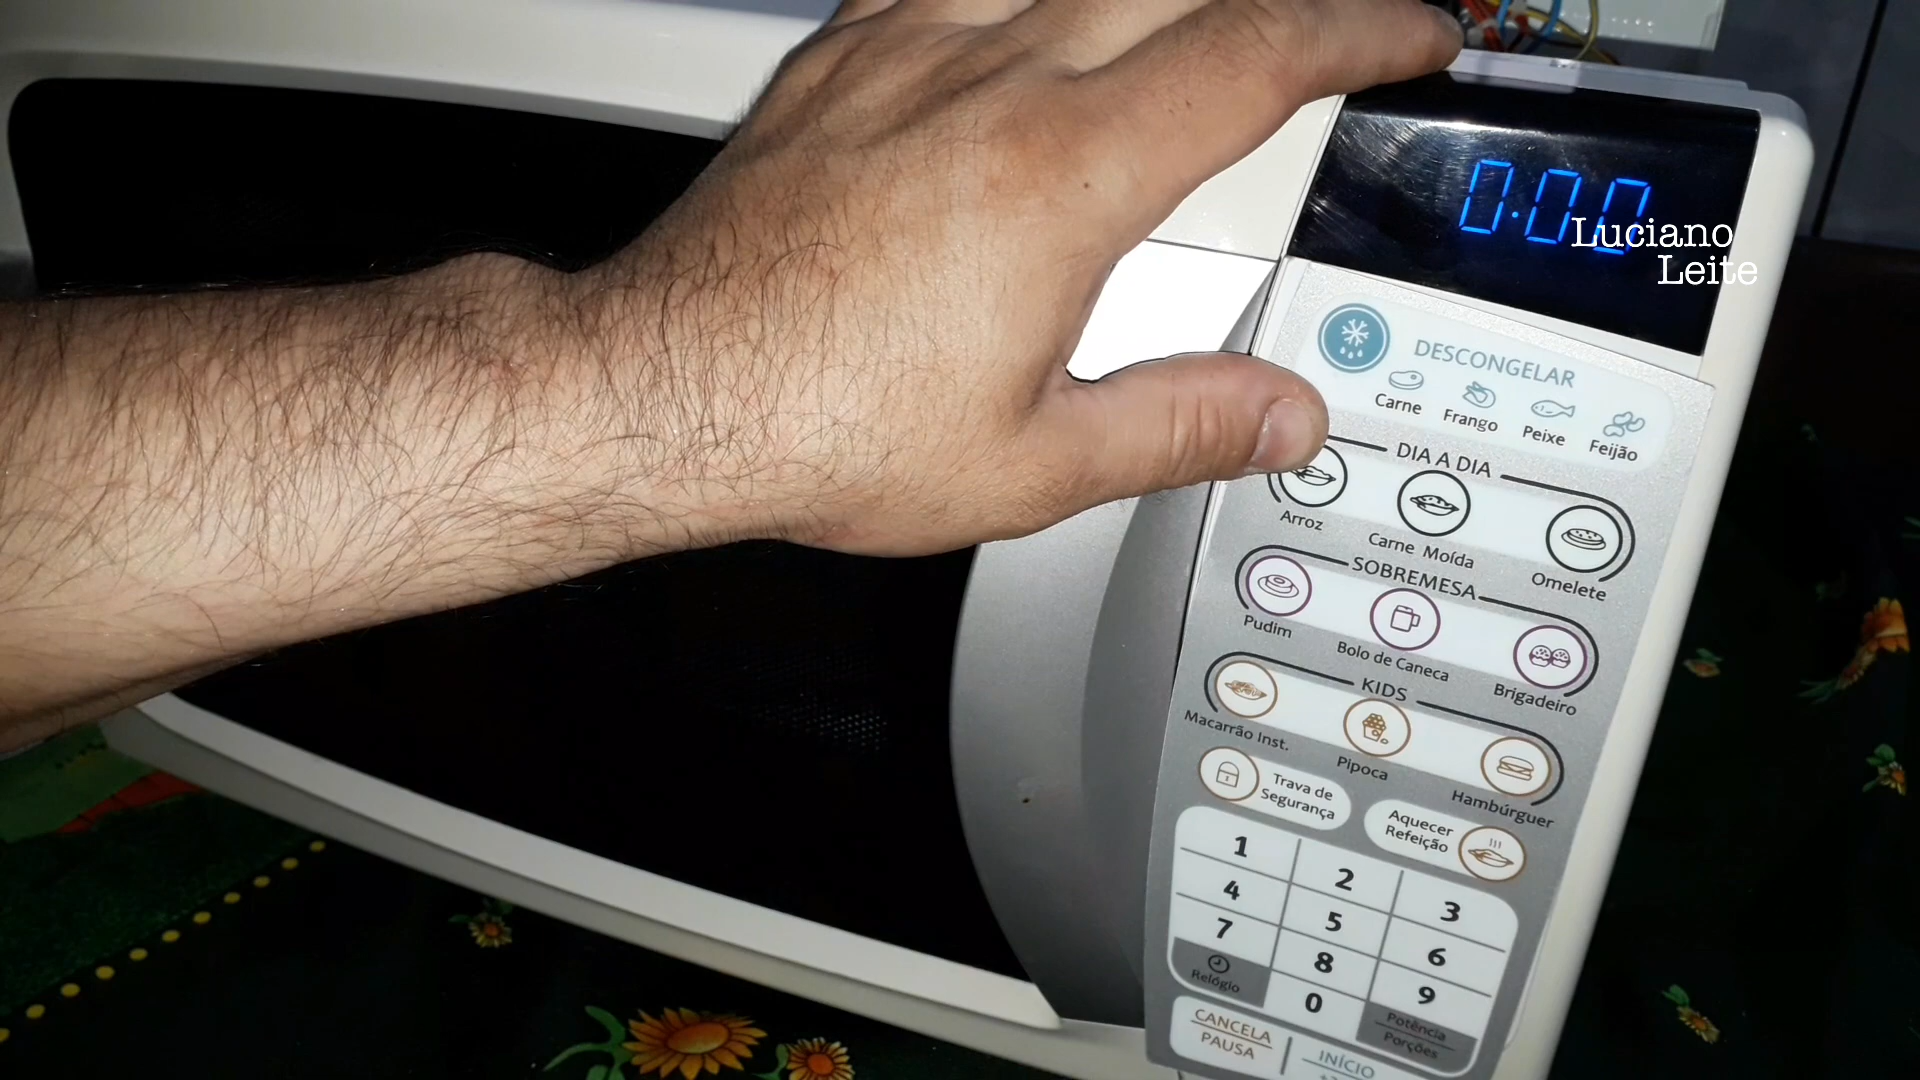 0:00
Luciano
Leite
DESCONGELAR
Carne Frango Peixe Feijão
DIA A DIA
Arroz Carne Moída Omelete
SOBREMESA
Pudim Bolo de Caneca Brigadeiro
KIDS
Macarrão Inst. Pipoca Hambúrguer
Trava de
Segurança
Aquecer
Refeição
1 2 3
4 5 6
7 8 9
Relógio 0 Potência
Porções
CANCELA
PAUSA
INÍCIO